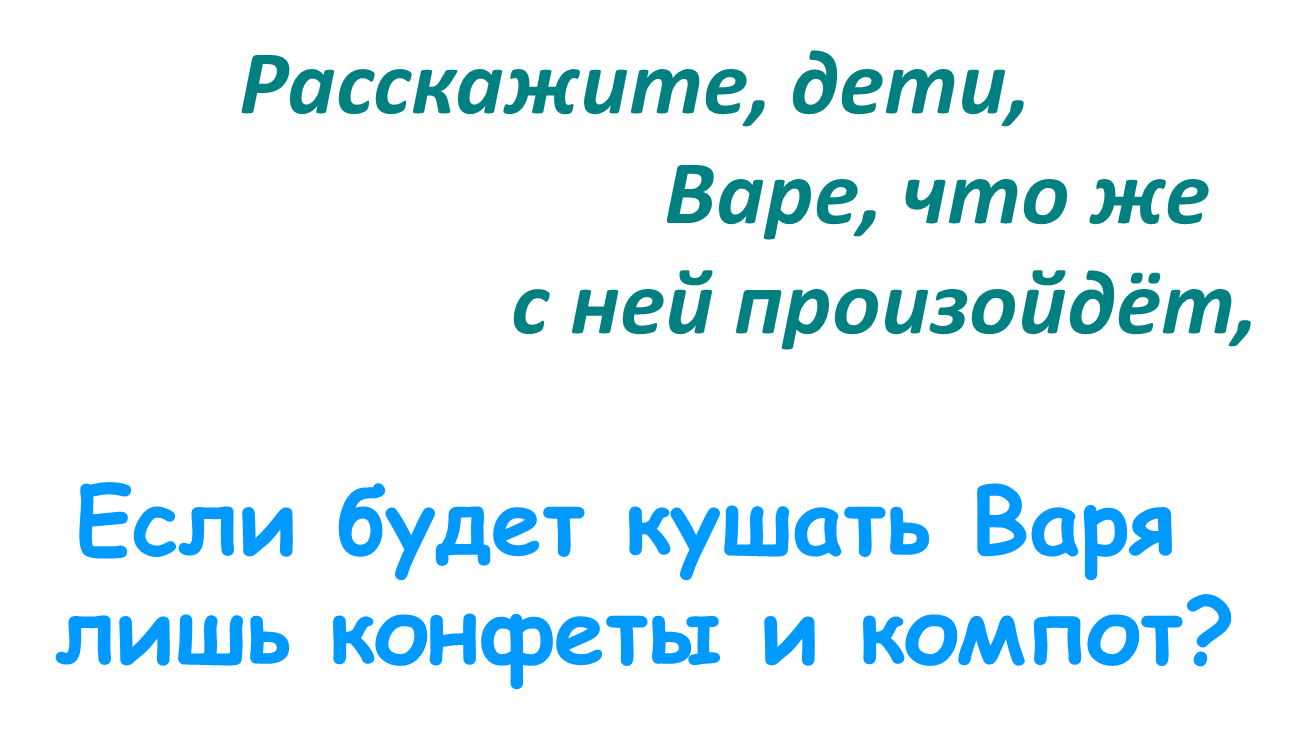 Расскажите, дети,
Варе, что же
с ней произойдёт,
Если будет кушать Варя
лишь конфеты и компот?